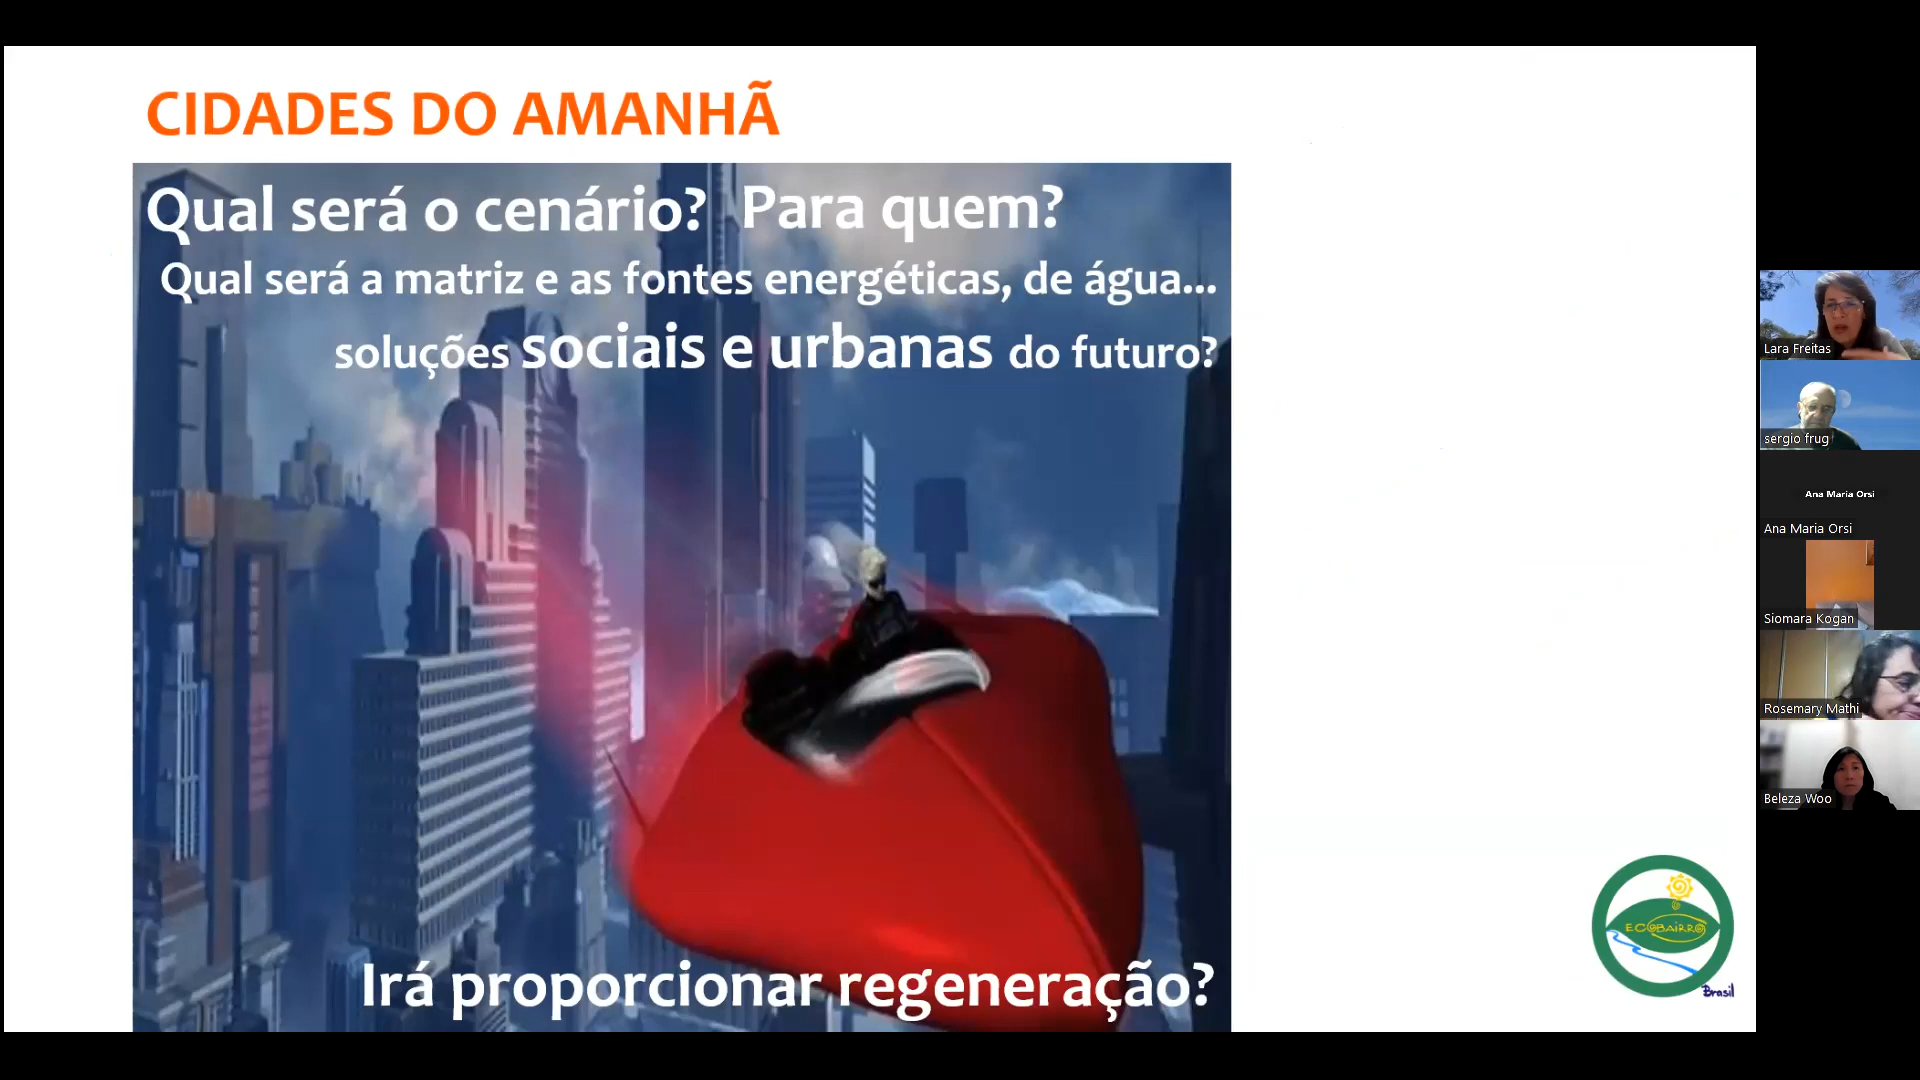 CIDADES DO AMANHÃ
Qual será o cenário? Para quem?
Qual será a matriz e as fontes energéticas, de água...
soluções sociais e urbanas do futuro?
Irá proporcionar regeneração?
ECOBAIRRO
Brasil
Lara Freitas
sergio frug
Ana Maria Orsi
Ana Maria Orsi
Siomara Kogan
Rosemary Mathi
Beleza Woo